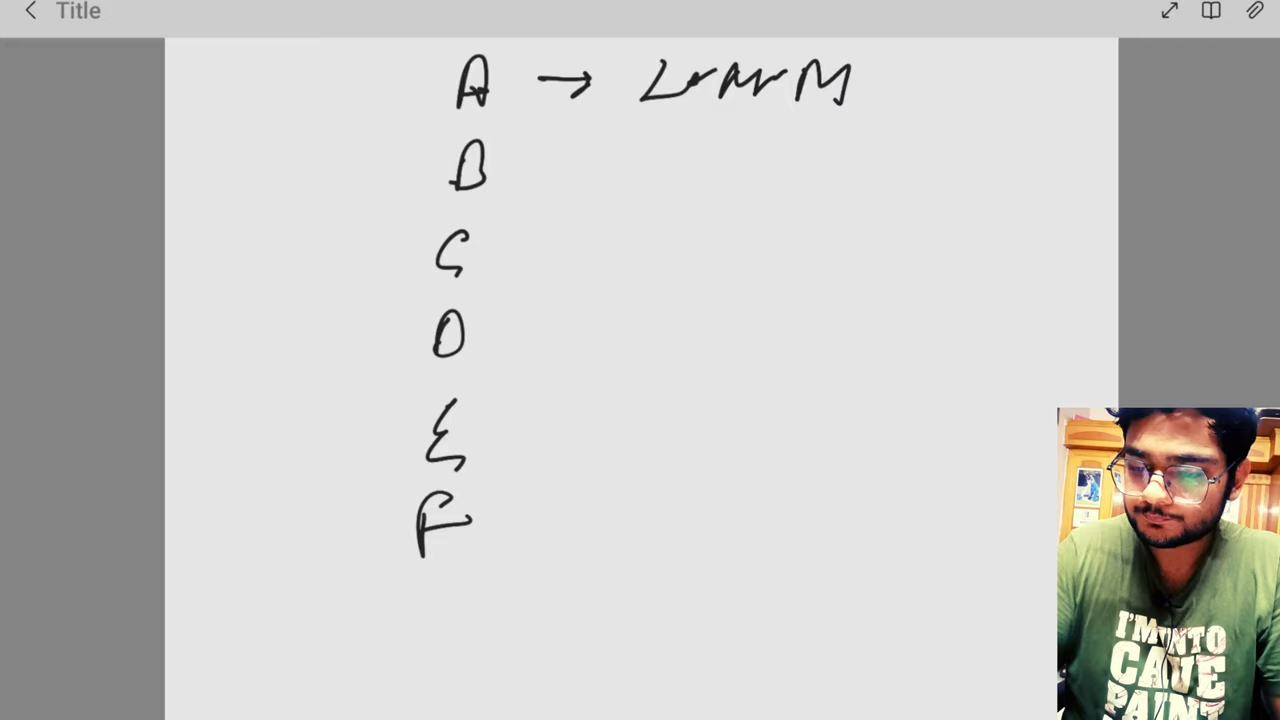 Title
A → LeArN
B
C
D
E
F
I'M INTO
CAVE
PAINT